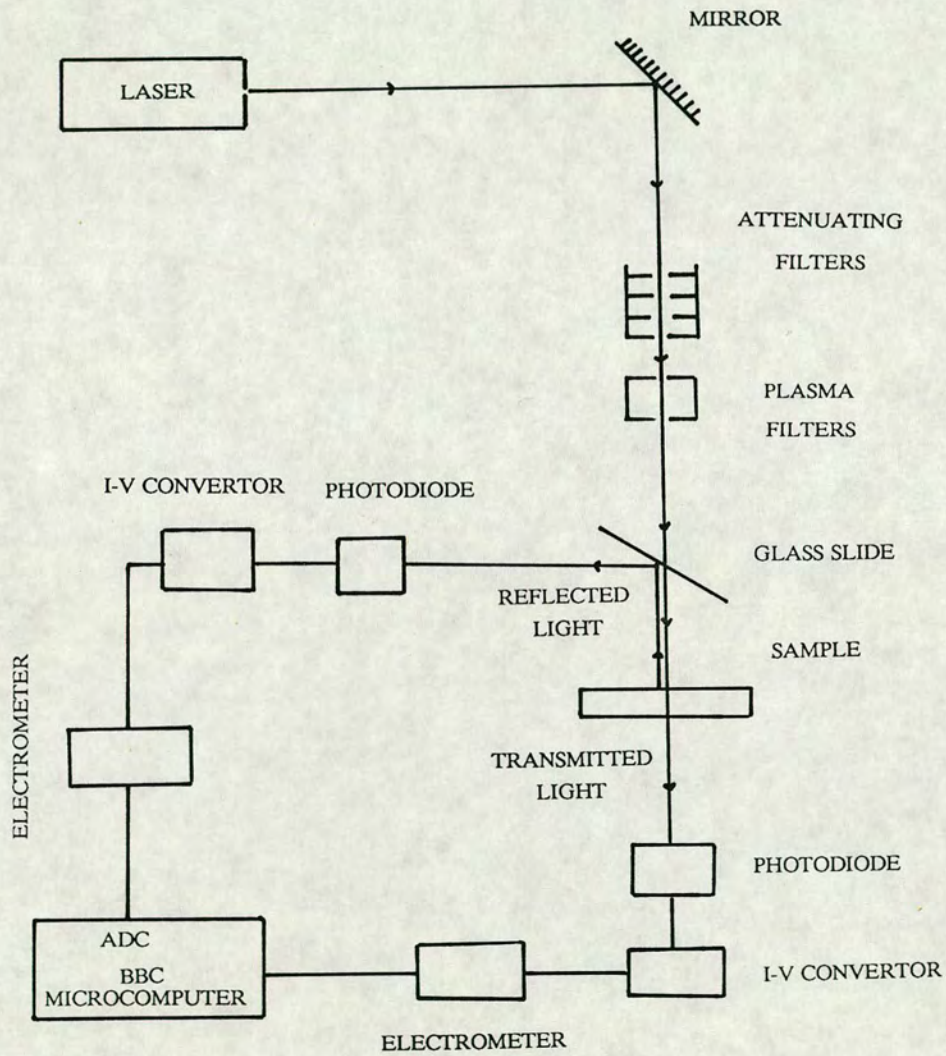 MIRROR
LASER
ATTENUATING
FILTERS
PLASMA
FILTERS
I-V CONVERTOR
PHOTODIODE
GLASS SLIDE
REFLECTED
LIGHT
SAMPLE
ELECTROMETER
TRANSMITTED
LIGHT
PHOTODIODE
ADC
BBC
MICROCOMPUTER
I-V CONVERTOR
ELECTROMETER